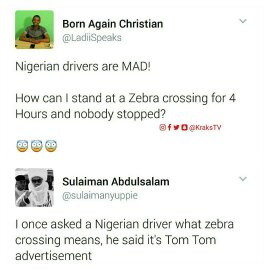 Born Again Christian
@LadiiSpeaks
Nigerian drivers are MAD!
How can I stand at a Zebra crossing for 4
Hours and nobody stopped?
@KraksTV
Sulaiman Abdulsalam
@sulaimanyuppie
I once asked a Nigerian driver what zebra
crossing means, he said it's Tom Tom
advertisement